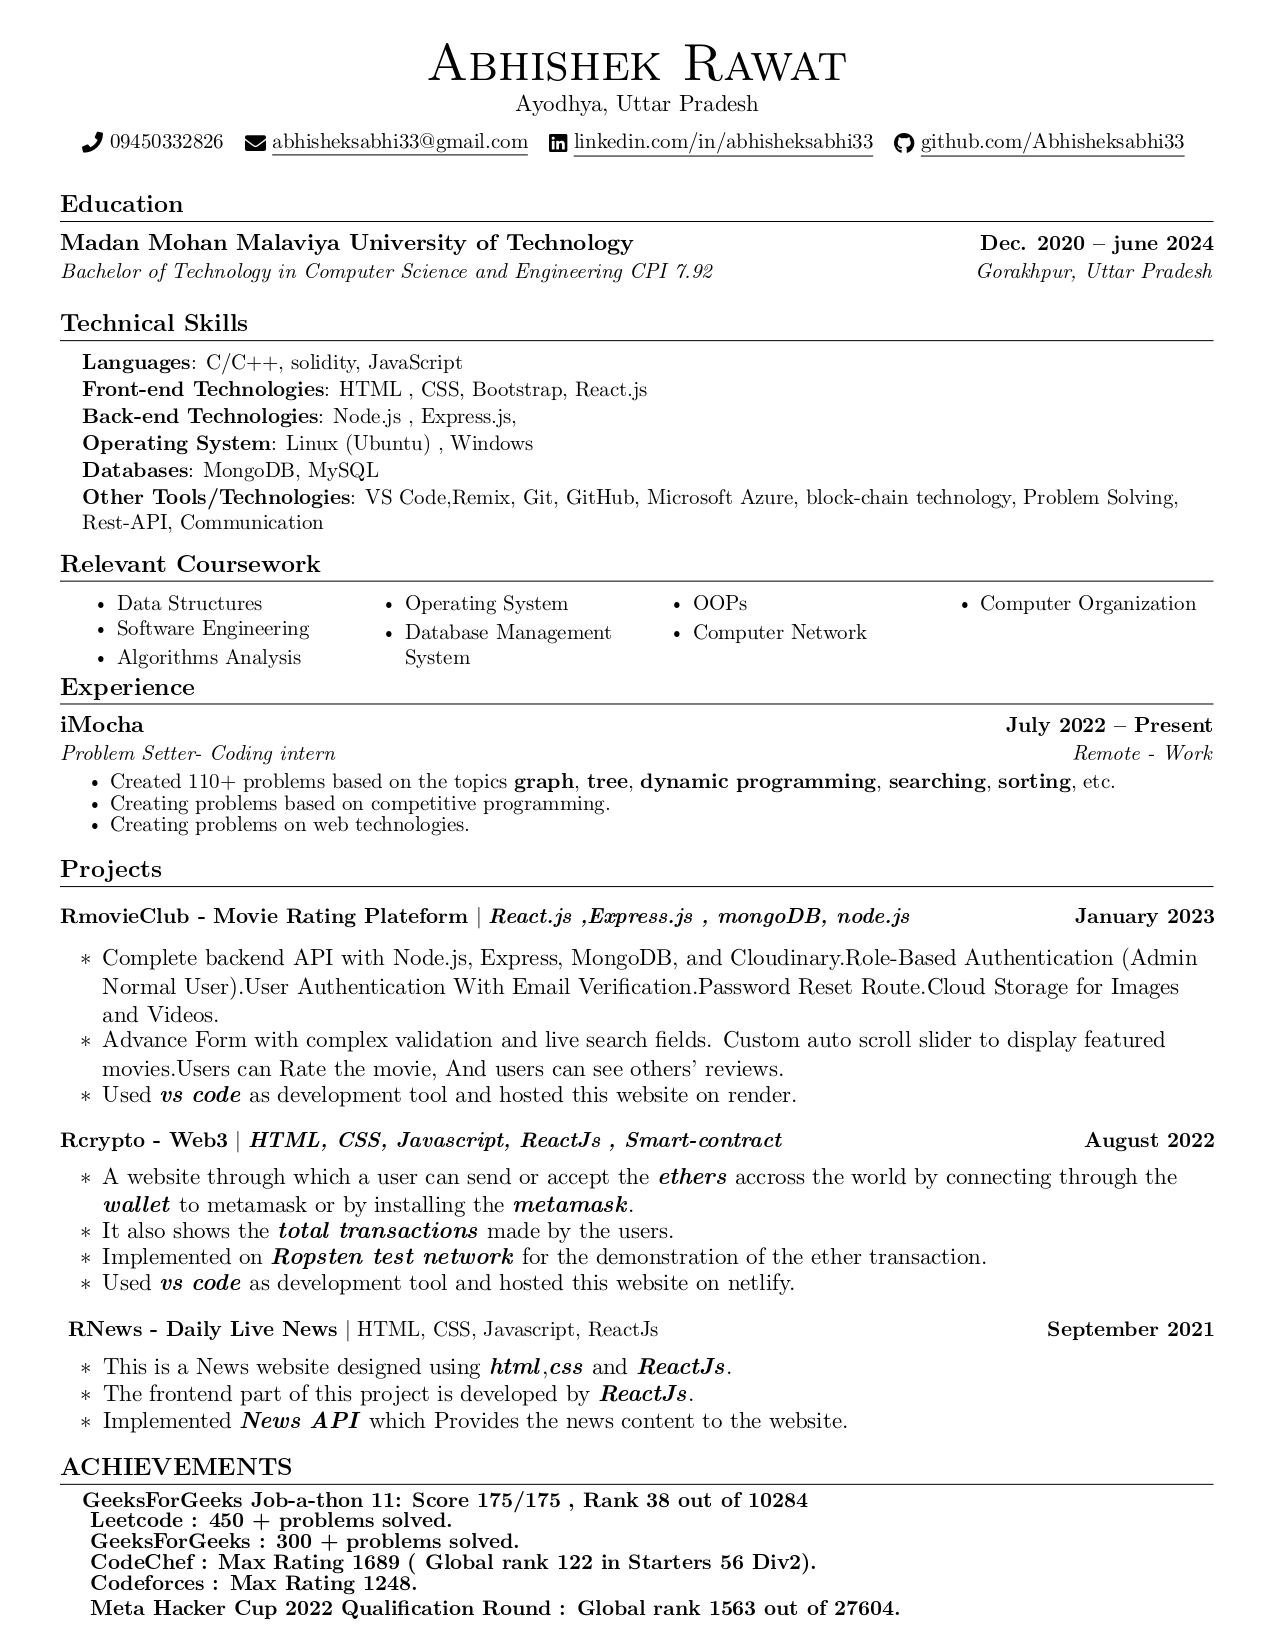 Abhishek Rawat
Ayodhya, Uttar Pradesh
09450332826 abhisheksabhi33@gmail.com linkedin.com/in/abhisheksabhi33 github.com/Abhisheksabhi33
Education
Madan Mohan Malaviya University of Technology Dec. 2020 – june 2024
Bachelor of Technology in Computer Science and Engineering CPI 7.92 Gorakhpur, Uttar Pradesh
Technical Skills
Languages: C/C++, solidity, JavaScript
Front-end Technologies: HTML , CSS, Bootstrap, React.js
Back-end Technologies: Node.js , Express.js,
Operating System: Linux (Ubuntu) , Windows
Databases: MongoDB, MySQL
Other Tools/Technologies: VS Code,Remix, Git, GitHub, Microsoft Azure, block-chain technology, Problem Solving,
Rest-API, Communication
Relevant Coursework
• Data Structures
• Software Engineering
• Algorithms Analysis
• Operating System
• Database Management
System
• OOPs
• Computer Network
• Computer Organization
Experience
iMocha July 2022 – Present
Problem Setter- Coding intern Remote - Work
• Created 110+ problems based on the topics graph, tree, dynamic programming, searching, sorting, etc.
• Creating problems based on competitive programming.
• Creating problems on web technologies.
Projects
RmovieClub - Movie Rating Plateform | React.js ,Express.js , mongoDB, node.js January 2023
∗ Complete backend API with Node.js, Express, MongoDB, and Cloudinary.Role-Based Authentication (Admin
Normal User).User Authentication With Email Verification.Password Reset Route.Cloud Storage for Images
and Videos.
∗ Advance Form with complex validation and live search fields. Custom auto scroll slider to display featured
movies.Users can Rate the movie, And users can see others' reviews.
∗ Used vs code as development tool and hosted this website on render.
Rcrypto - Web3 | HTML, CSS, Javascript, ReactJs , Smart-contract August 2022
∗ A website through which a user can send or accept the ethers accross the world by connecting through the
wallet to metamask or by installing the metamask.
∗ It also shows the total transactions made by the users.
∗ Implemented on Ropsten test network for the demonstration of the ether transaction.
∗ Used vs code as development tool and hosted this website on netlify.
RNews - Daily Live News | HTML, CSS, Javascript, ReactJs September 2021
∗ This is a News website designed using html,css and ReactJs.
∗ The frontend part of this project is developed by ReactJs.
∗ Implemented News API which Provides the news content to the website.
ACHIEVEMENTS
GeeksForGeeks Job-a-thon 11: Score 175/175 , Rank 38 out of 10284
Leetcode : 450 + problems solved.
GeeksForGeeks : 300 + problems solved.
CodeChef : Max Rating 1689 ( Global rank 122 in Starters 56 Div2).
Codeforces : Max Rating 1248.
Meta Hacker Cup 2022 Qualification Round : Global rank 1563 out of 27604.